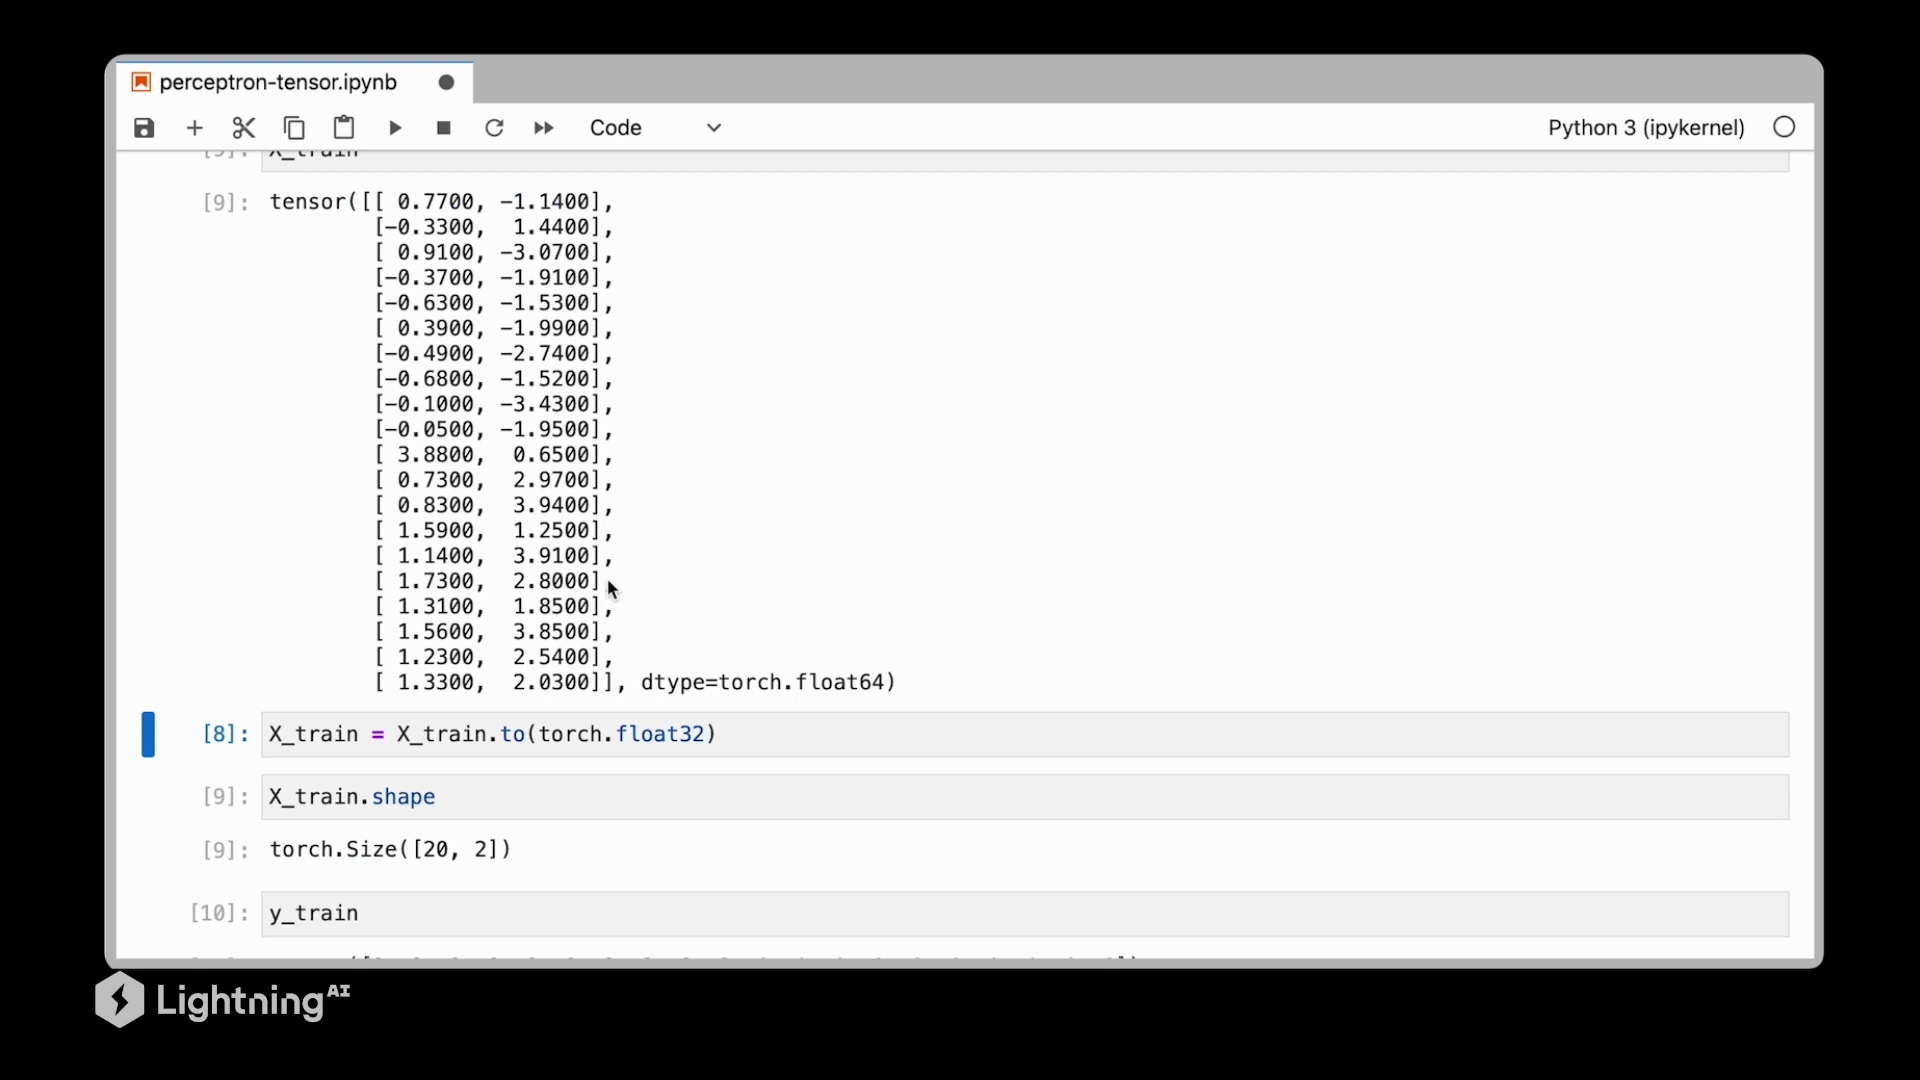 perceptron-tensor.ipynb
Code
Python 3 (ipykernel)
X_train
[9]: tensor([[ 0.7700, -1.1400],
[-0.3300, 1.4400],
[ 0.9100, -3.0700],
[-0.3700, -1.9100],
[-0.6300, -1.5300],
[ 0.3900, -1.9900],
[-0.4900, -2.7400],
[-0.6800, -1.5200],
[-0.1000, -3.4300],
[-0.0500, -1.9500],
[ 3.8800, 0.6500],
[ 0.7300, 2.9700],
[ 0.8300, 3.9400],
[ 1.5900, 1.2500],
[ 1.1400, 3.9100],
[ 1.7300, 2.8000],
[ 1.3100, 1.8500],
[ 1.5600, 3.8500],
[ 1.2300, 2.5400],
[ 1.3300, 2.0300]], dtype=torch.float64)
[8]: X_train = X_train.to(torch.float32)
[9]: X_train.shape
[9]: torch.Size([20, 2])
[10]: y_train
Lightning AI